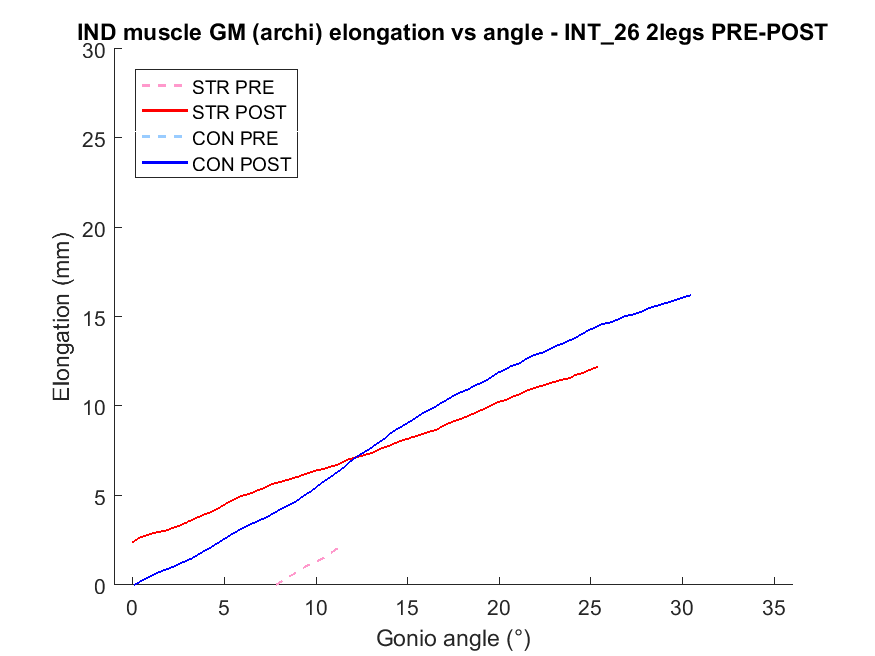 IND muscle GM (archi) elongation vs angle - INT_26 2legs PRE-POST
30
25
20
15
10
5
0
Elongation (mm)
STR PRE
STR POST
CON PRE
CON POST
0 5 10 15 20 25 30 35
Gonio angle (°)